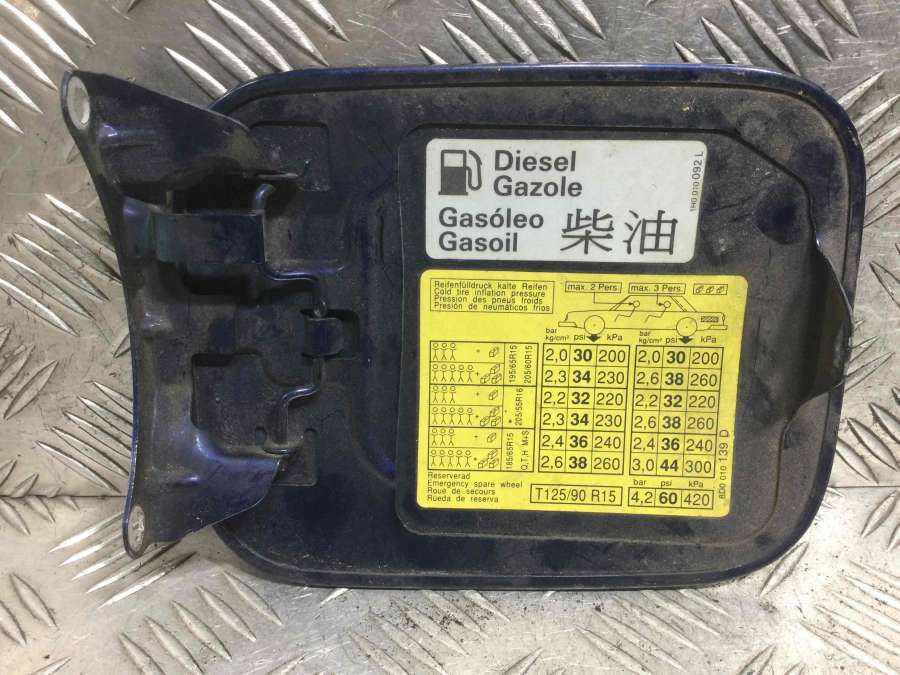 Diesel
Gazole
Gasóleo
Gasoil
柴油
1H0 010 092 L
Reifenfülldruck kalte Reifen
Cold tire inflation pressure
Pression des pneus froids
Presión de neumáticos frios
max. 2 Pers. max. 3 Pers.
bar psi kPa bar psi kPa
kg/cm² kg/cm²
195/65R15 205/60R15
2,0 30 200 2,0 30 200
2,3 34 230 2,6 38 260
205/55R16
2,2 32 220 2,2 32 220
2,3 34 230 2,6 38 260
185/65R15 Q,T,H M+S
2,4 36 240 2,4 36 240
2,6 38 260 3,0 44 300
Reserverad
Emergency spare wheel
Roue de secours
Rueda de reserva
T125/90 R15
bar psi kPa
4,2 60 420
8D0 010 139 D